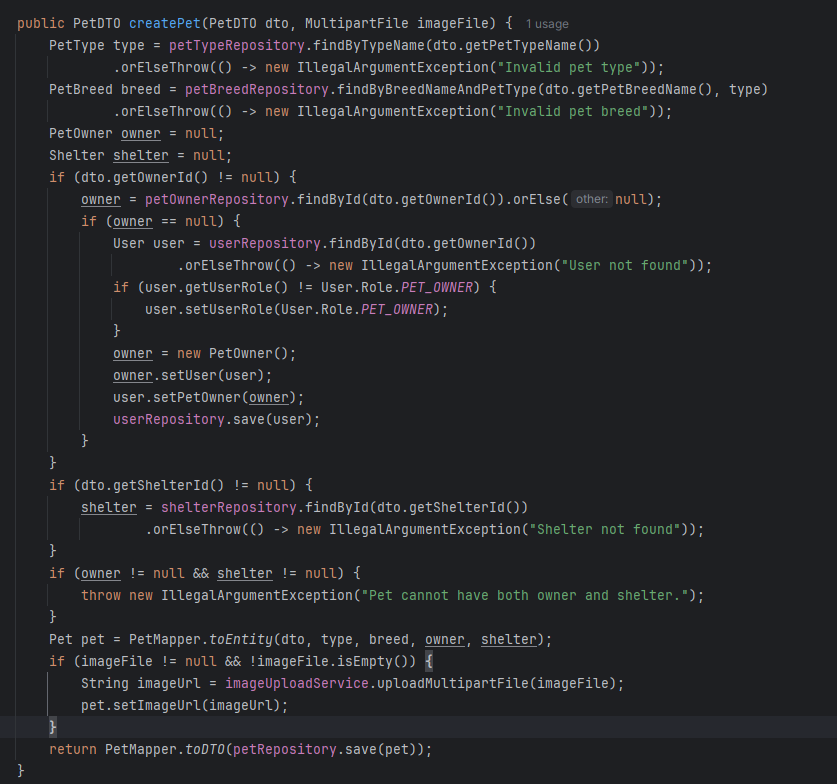 public PetDTO createPet(PetDTO dto, MultipartFile imageFile) { 1 usage
    PetType type = petTypeRepository.findByTypeName(dto.getPetTypeName())
            .orElseThrow(() -> new IllegalArgumentException("Invalid pet type"));
    PetBreed breed = petBreedRepository.findByBreedNameAndPetType(dto.getPetBreedName(), type)
            .orElseThrow(() -> new IllegalArgumentException("Invalid pet breed"));
    PetOwner owner = null;
    Shelter shelter = null;
    if (dto.getOwnerId() != null) {
        owner = petOwnerRepository.findById(dto.getOwnerId()).orElse( other: null);
        if (owner == null) {
            User user = userRepository.findById(dto.getOwnerId())
                    .orElseThrow(() -> new IllegalArgumentException("User not found"));
            if (user.getUserRole() != User.Role.PET_OWNER) {
                user.setUserRole(User.Role.PET_OWNER);
            }
            owner = new PetOwner();
            owner.setUser(user);
            user.setPetOwner(owner);
            userRepository.save(user);
        }
    }
    if (dto.getShelterId() != null) {
        shelter = shelterRepository.findById(dto.getShelterId())
                .orElseThrow(() -> new IllegalArgumentException("Shelter not found"));
    }
    if (owner != null && shelter != null) {
        throw new IllegalArgumentException("Pet cannot have both owner and shelter.");
    }
    Pet pet = PetMapper.toEntity(dto, type, breed, owner, shelter);
    if (imageFile != null && !imageFile.isEmpty()) {
        String imageUrl = imageUploadService.uploadMultipartFile(imageFile);
        pet.setImageUrl(imageUrl);
    }
    return PetMapper.toDTO(petRepository.save(pet));
}